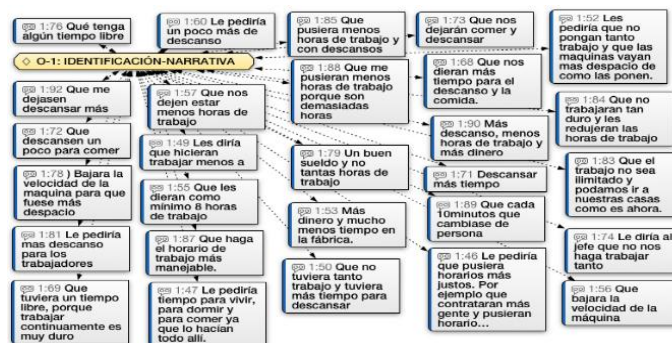 1:76 Qué tenga
algún tiempo libre
1:60 Le pediría
un poco más de
descanso
1:85 Que
pusiera menos
horas de trabajo
y con descansos
1:73 Que nos
dejarán comer y
descansar
1:52 Les
pediría que no
pongan tanto
trabajo y que las
maquinas vayan
mas despacio de
como las ponen.
O-1: IDENTIFICACIÓN-NARRATIVA
1:92 Que me
dejasen
descansar más
1:57 Que nos
dejen estar
menos horas
de trabajo
1:88 Que me
pusieran menos
horas de trabajo
porque son
demasiadas
horas
1:68 Que nos
dieran más
tiempo para el
descanso y la
comida.
1:84 Que no
trabajaran tan
duro y les
redujeran las
horas de trabajo
1:72 Que
descansen un
poco para comer
1:49 Les diría
que hicieran
trabajar menos a
1:90 Más
descanso, menos
horas de trabajo
y más dinero
1:79 Un buen
sueldo y no
tantas horas de
trabajo
1:83 Que el
trabajo no sea
ilimitado y
podamos ir a
nuestras casas
como es ahora.
1:78 ) Bajara la
velocidad de la
maquina para que
fuese más
despacio
1:55 Que les
dieran como
mínimo 8 horas
de trabajo
1:71 Descansar
más tiempo
1:53 Más
dinero y mucho
menos tiempo en
la fábrica.
1:89 Que cada
10minutos que
cambiase de
persona
1:81 Le pediría
mas descanso
para los
trabajadores
1:87 Que haga
el horario de
trabajo más
manejable.
1:74 Le diría al
jefe que no nos
haga trabajar
tanto
1:46 Le pediría
que pusiera
horarios más
justos. Por
ejemplo que
contrataran más
gente y pusieran
horario...
1:50 Que no
tuviera tanto
trabajo y tuviera
más tiempo para
descansar
1:69 Que
tuviera un tiempo
libre, porque
trabajar
continuamente es
muy duro
1:47 Le pediría
tiempo para vivir,
para dormir y
para comer ya
que lo hacían
todo allí.
1:56 Que
bajara la
velocidad de la
máquina